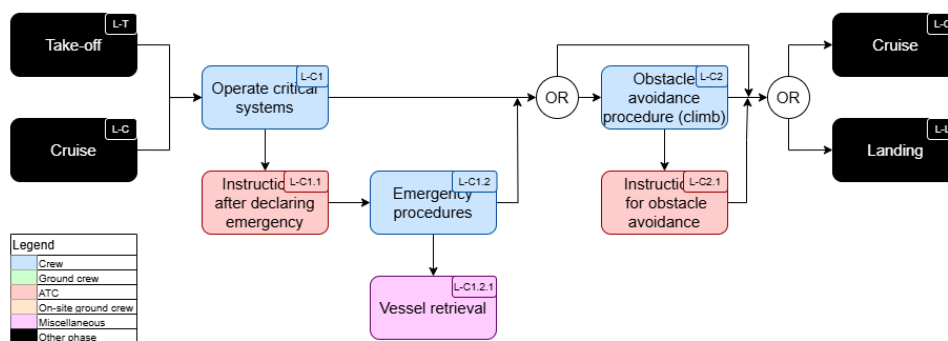 L-T
Take-off
L-C
Cruise
L-C1
Operate critical
systems
L-C1.1
after declaring
emergency
L-C1.2
Emergency
procedures
L-C1.2.1
Vessel retrieval
OR
L-C2
Obstacle
avoidance
procedure (climb)
L-C2.1
for obstacle
avoidance
OR
Cruise
Landing
Legend
Crew
Ground crew
ATC
On-site ground crew
Miscellaneous
Other phase